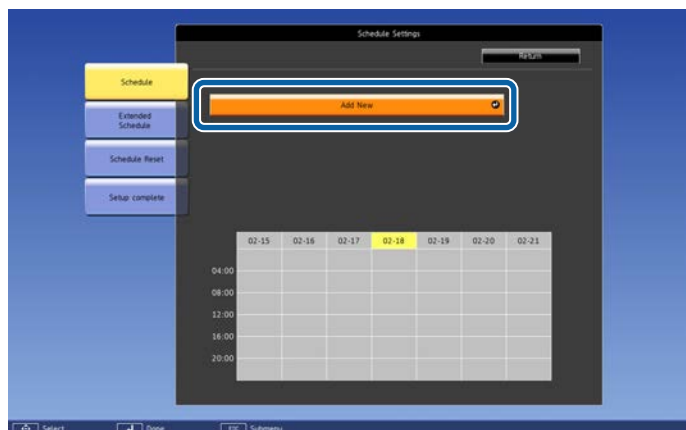 Schedule Settings
Return
Schedule
Add New
Extended
Schedule
Schedule Reset
Setup complete
02-15 02-16 02-17 02-18 02-19 02-20 02-21
04:00
08:00
12:00
16:00
20:00
Select Done ESC Submenu